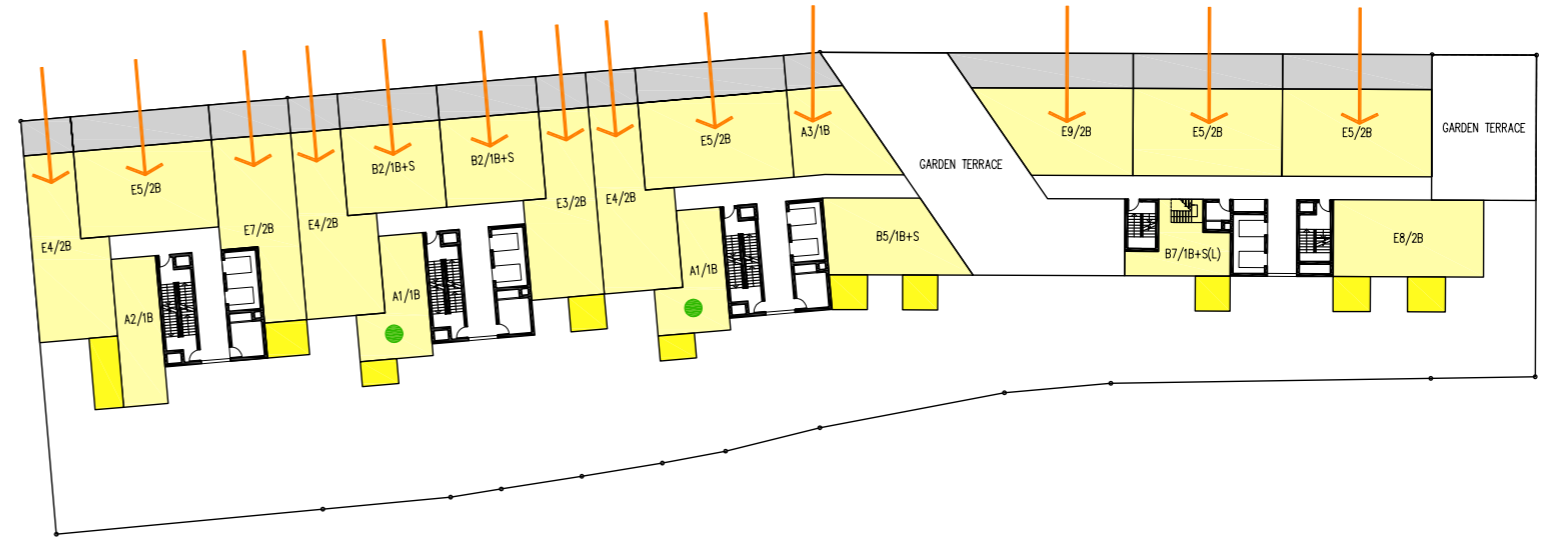 E4/2B
E5/2B
A2/1B
E7/2B
E4/2B
B2/1B+S
A1/1B
B2/1B+S
E3/2B
E4/2B
E5/2B
A1/1B
A3/1B
B5/1B+S
GARDEN TERRACE
E9/2B
E5/2B
E5/2B
GARDEN TERRACE
B7/1B+S(L)
E8/2B